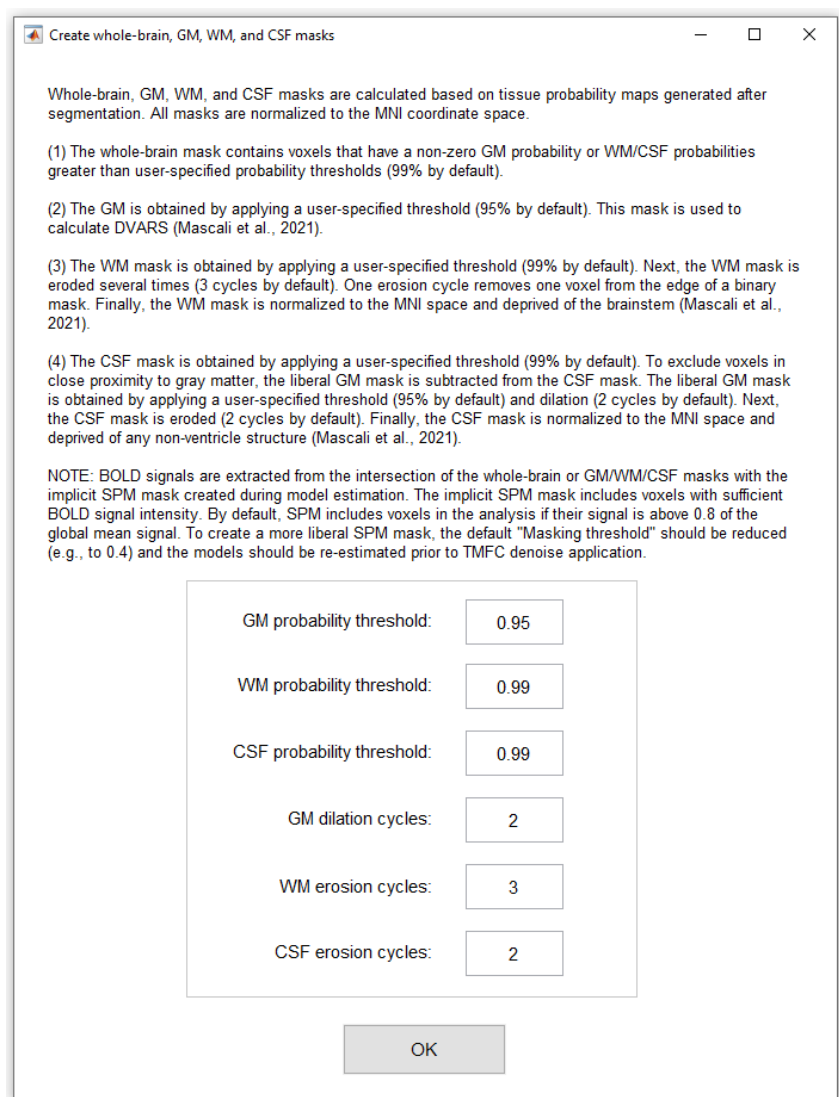 Create whole-brain, GM, WM, and CSF masks
Whole-brain, GM, WM, and CSF masks are calculated based on tissue probability maps generated after
segmentation. All masks are normalized to the MNI coordinate space.
(1) The whole-brain mask contains voxels that have a non-zero GM probability or WM/CSF probabilities
greater than user-specified probability thresholds (99% by default).
(2) The GM is obtained by applying a user-specified threshold (95% by default). This mask is used to
calculate DVARS (Mascali et al., 2021).
(3) The WM mask is obtained by applying a user-specified threshold (99% by default). Next, the WM mask is
eroded several times (3 cycles by default). One erosion cycle removes one voxel from the edge of a binary
mask. Finally, the WM mask is normalized to the MNI space and deprived of the brainstem (Mascali et al.,
2021).
(4) The CSF mask is obtained by applying a user-specified threshold (99% by default). To exclude voxels in
close proximity to gray matter, the liberal GM mask is subtracted from the CSF mask. The liberal GM mask
is obtained by applying a user-specified threshold (95% by default) and dilation (2 cycles by default). Next,
the CSF mask is eroded (2 cycles by default). Finally, the CSF mask is normalized to the MNI space and
deprived of any non-ventricle structure (Mascali et al., 2021).
NOTE: BOLD signals are extracted from the intersection of the whole-brain or GM/WM/CSF masks with the
implicit SPM mask created during model estimation. The implicit SPM mask includes voxels with sufficient
BOLD signal intensity. By default, SPM includes voxels in the analysis if their signal is above 0.8 of the
global mean signal. To create a more liberal SPM mask, the default "Masking threshold" should be reduced
(e.g., to 0.4) and the models should be re-estimated prior to TMFC denoise application.
GM probability threshold: 0.95
WM probability threshold: 0.99
CSF probability threshold: 0.99
GM dilation cycles: 2
WM erosion cycles: 3
CSF erosion cycles: 2
OK